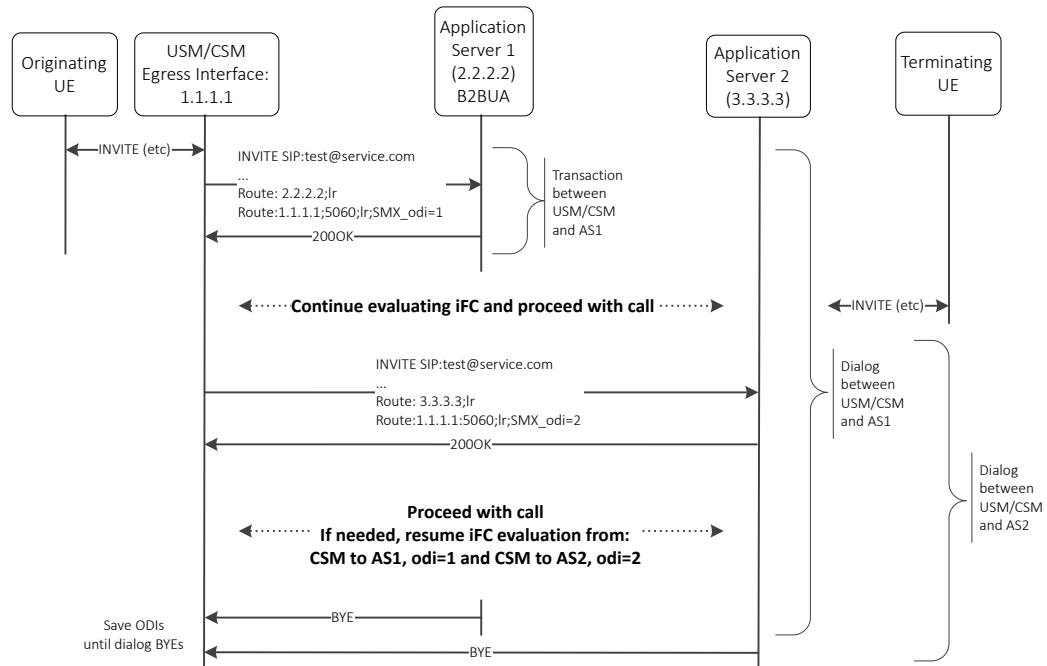 Originating
UE
USM/CSM
Egress Interface:
1.1.1.1
Application
Server 1
(2.2.2.2)
B2BUA
Application
Server 2
(3.3.3.3)
Terminating
UE
INVITE (etc)
INVITE SIP:test@service.com
...
Route: 2.2.2.2;lr
Route:1.1.1.1;5060;lr;SMX_odi=1
200OK
Transaction
between
USM/CSM
and AS1
Continue evaluating iFC and proceed with call
INVITE (etc)
INVITE SIP:test@service.com
...
Route: 3.3.3.3;lr
Route:1.1.1.1:5060;lr;SMX_odi=2
200OK
Dialog
between
USM/CSM
and AS1
Dialog
between
USM/CSM
and AS2
Proceed with call
If needed, resume iFC evaluation from:
CSM to AS1, odi=1 and CSM to AS2, odi=2
BYE
Save ODIs
until dialog BYEs
BYE